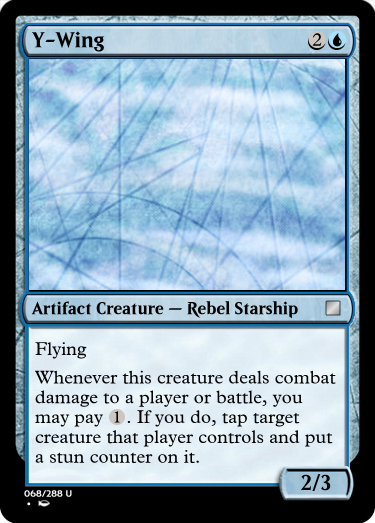 Y-Wing 2
Artifact Creature — Rebel Starship
Flying
Whenever this creature deals combat
damage to a player or battle, you
may pay 1. If you do, tap target
creature that player controls and put
a stun counter on it.
2/3
068/288 U